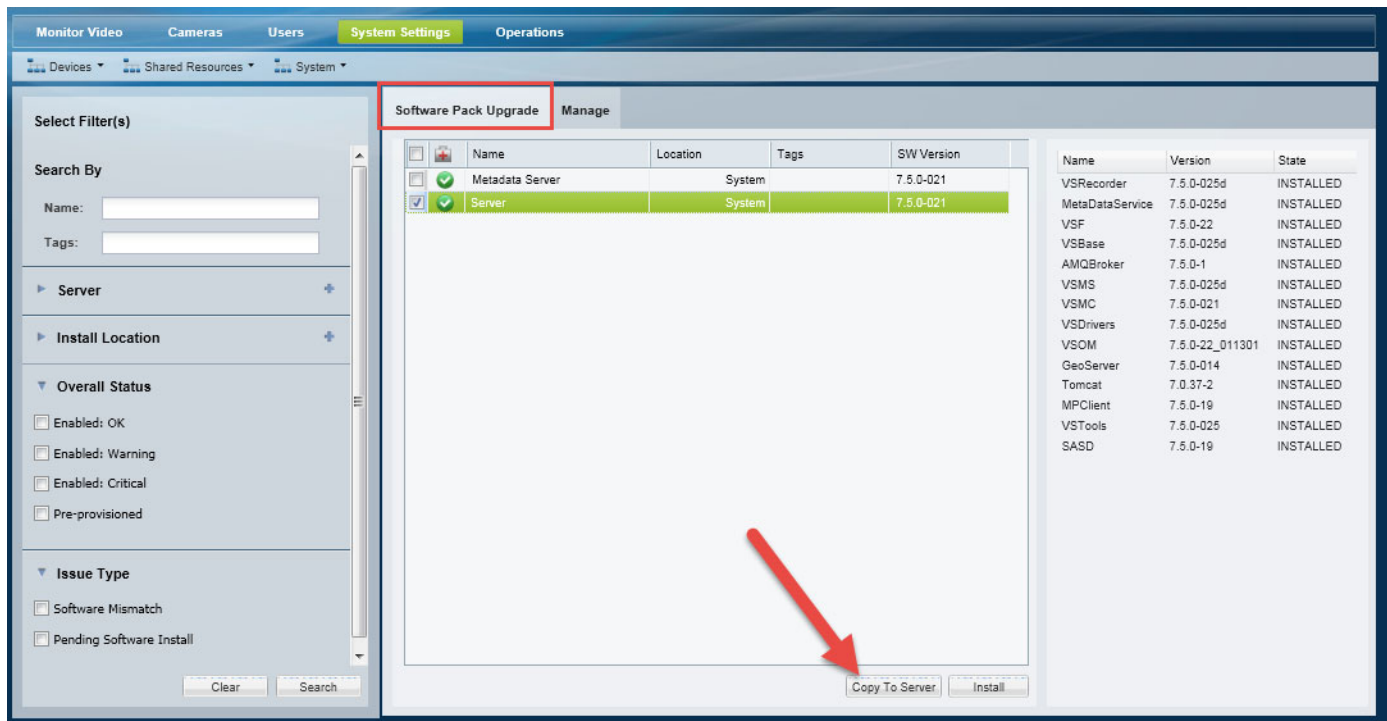 Monitor Video Cameras Users System Settings Operations
Devices Shared Resources System
Select Filter(s)
Search By
Name:
Tags:
Server
Install Location
Overall Status
Enabled: OK
Enabled: Warning
Enabled: Critical
Pre-provisioned
Issue Type
Software Mismatch
Pending Software Install
Clear Search
Software Pack Upgrade Manage
Name Location Tags SW Version
Metadata Server System 7.5.0-021
Server System 7.5.0-021
Copy To Server Install
Name Version State
VSRecorder 7.5.0-025d INSTALLED
MetaDataService 7.5.0-025d INSTALLED
VSF 7.5.0-22 INSTALLED
VSBase 7.5.0-025d INSTALLED
AMQBroker 7.5.0-1 INSTALLED
VSMS 7.5.0-025d INSTALLED
VSMC 7.5.0-021 INSTALLED
VSDrivers 7.5.0-025d INSTALLED
VSOM 7.5.0-22_011301 INSTALLED
GeoServer 7.5.0-014 INSTALLED
Tomcat 7.0.37-2 INSTALLED
MPClient 7.5.0-19 INSTALLED
VSTools 7.5.0-025 INSTALLED
SASD 7.5.0-19 INSTALLED